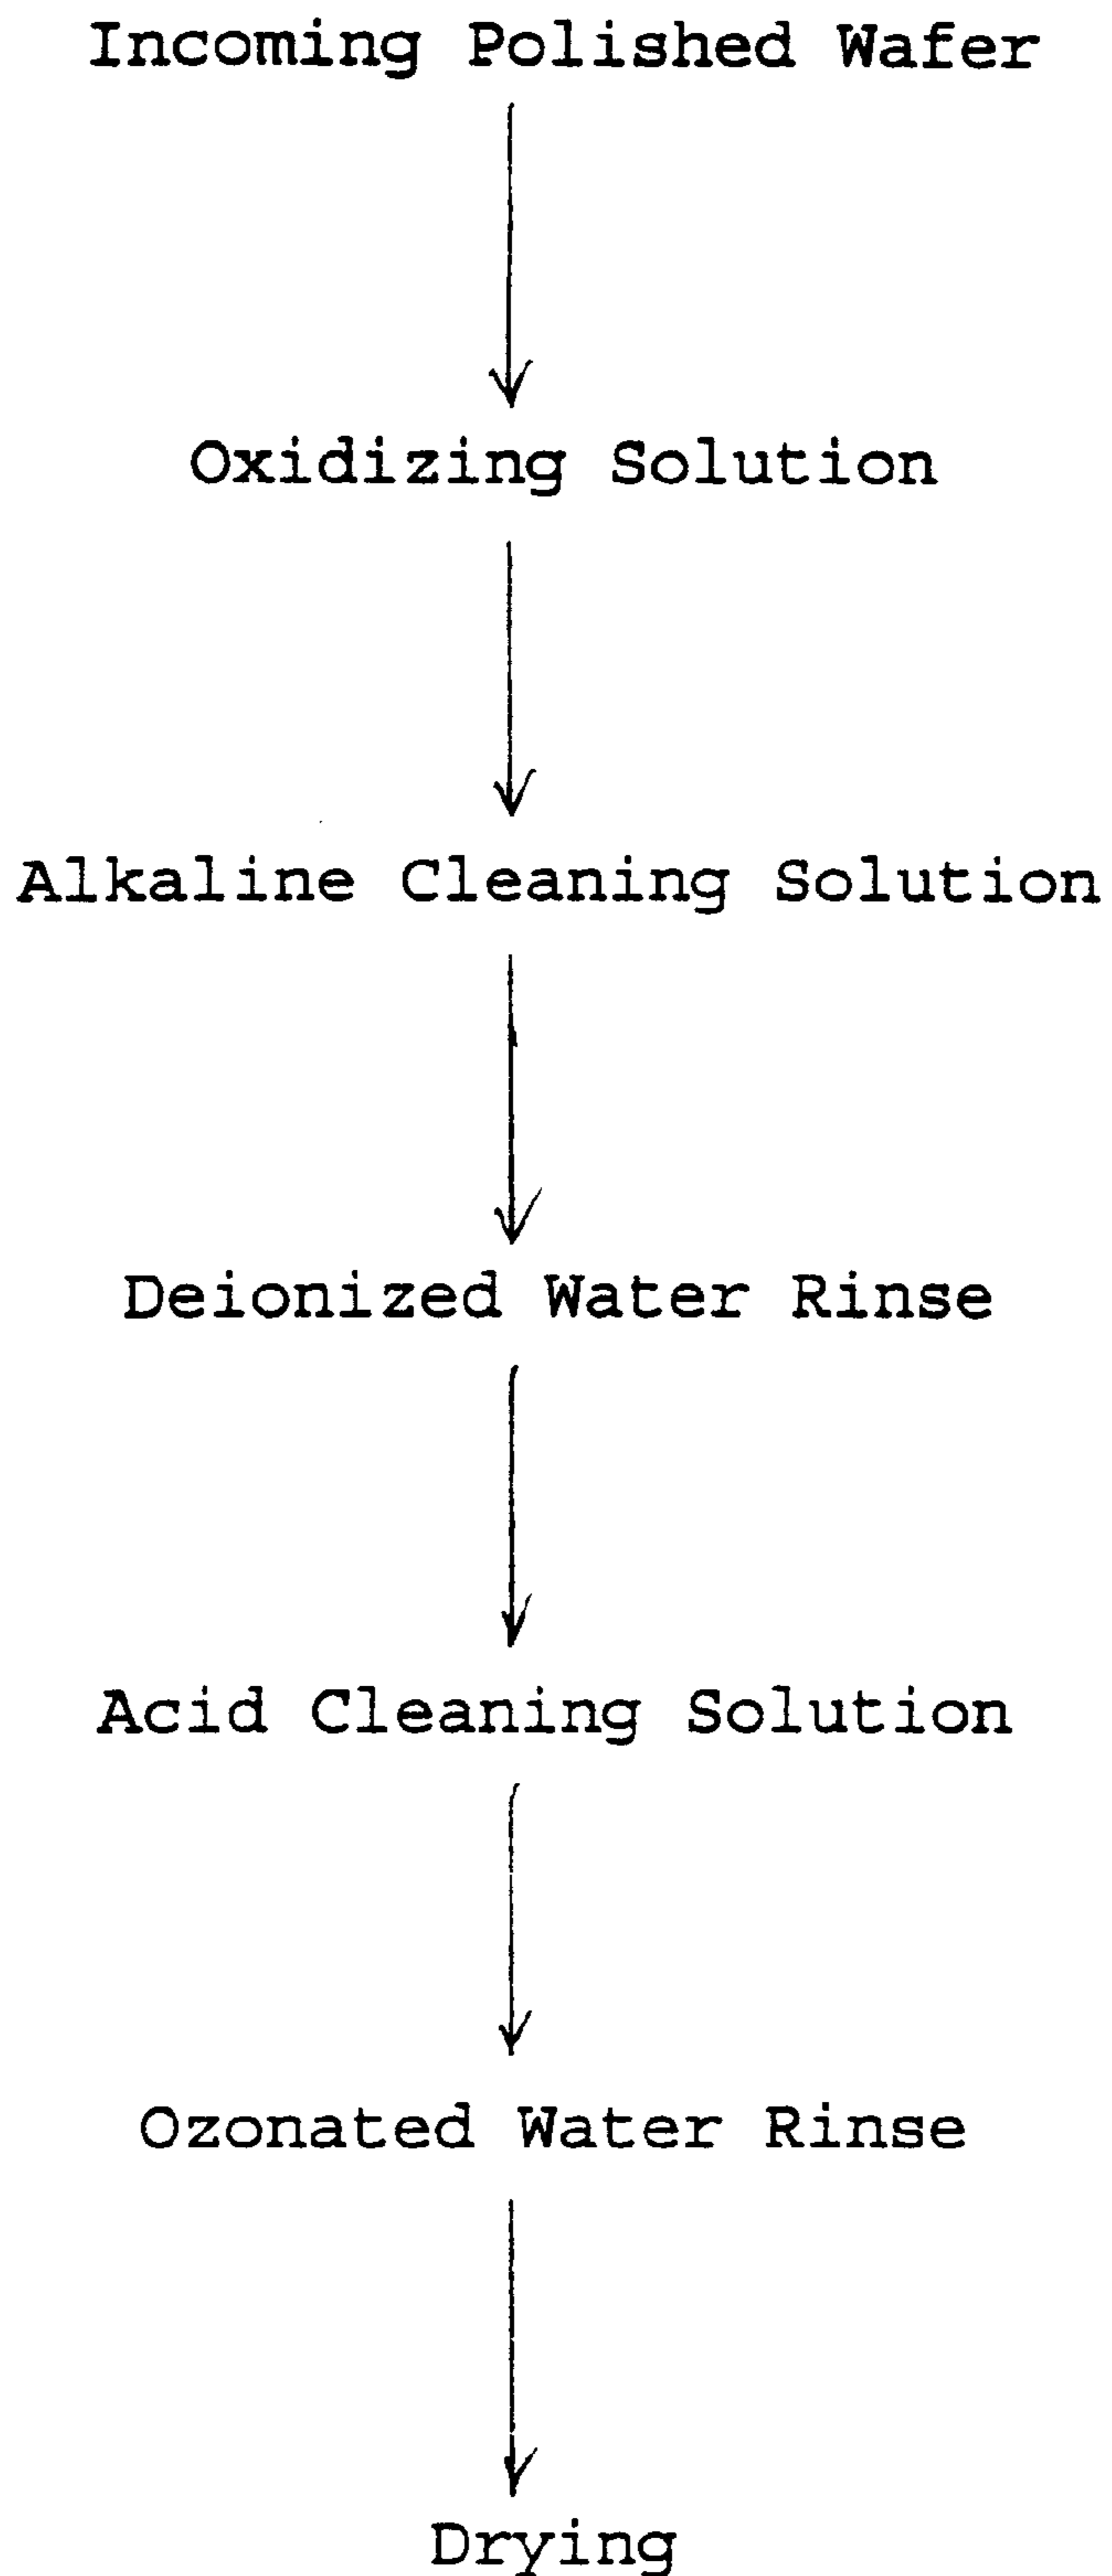 Incoming Polished Wafer
Oxidizing Solution
Alkaline Cleaning Solution
Deionized Water Rinse
Acid Cleaning Solution
Ozonated Water Rinse
Drying